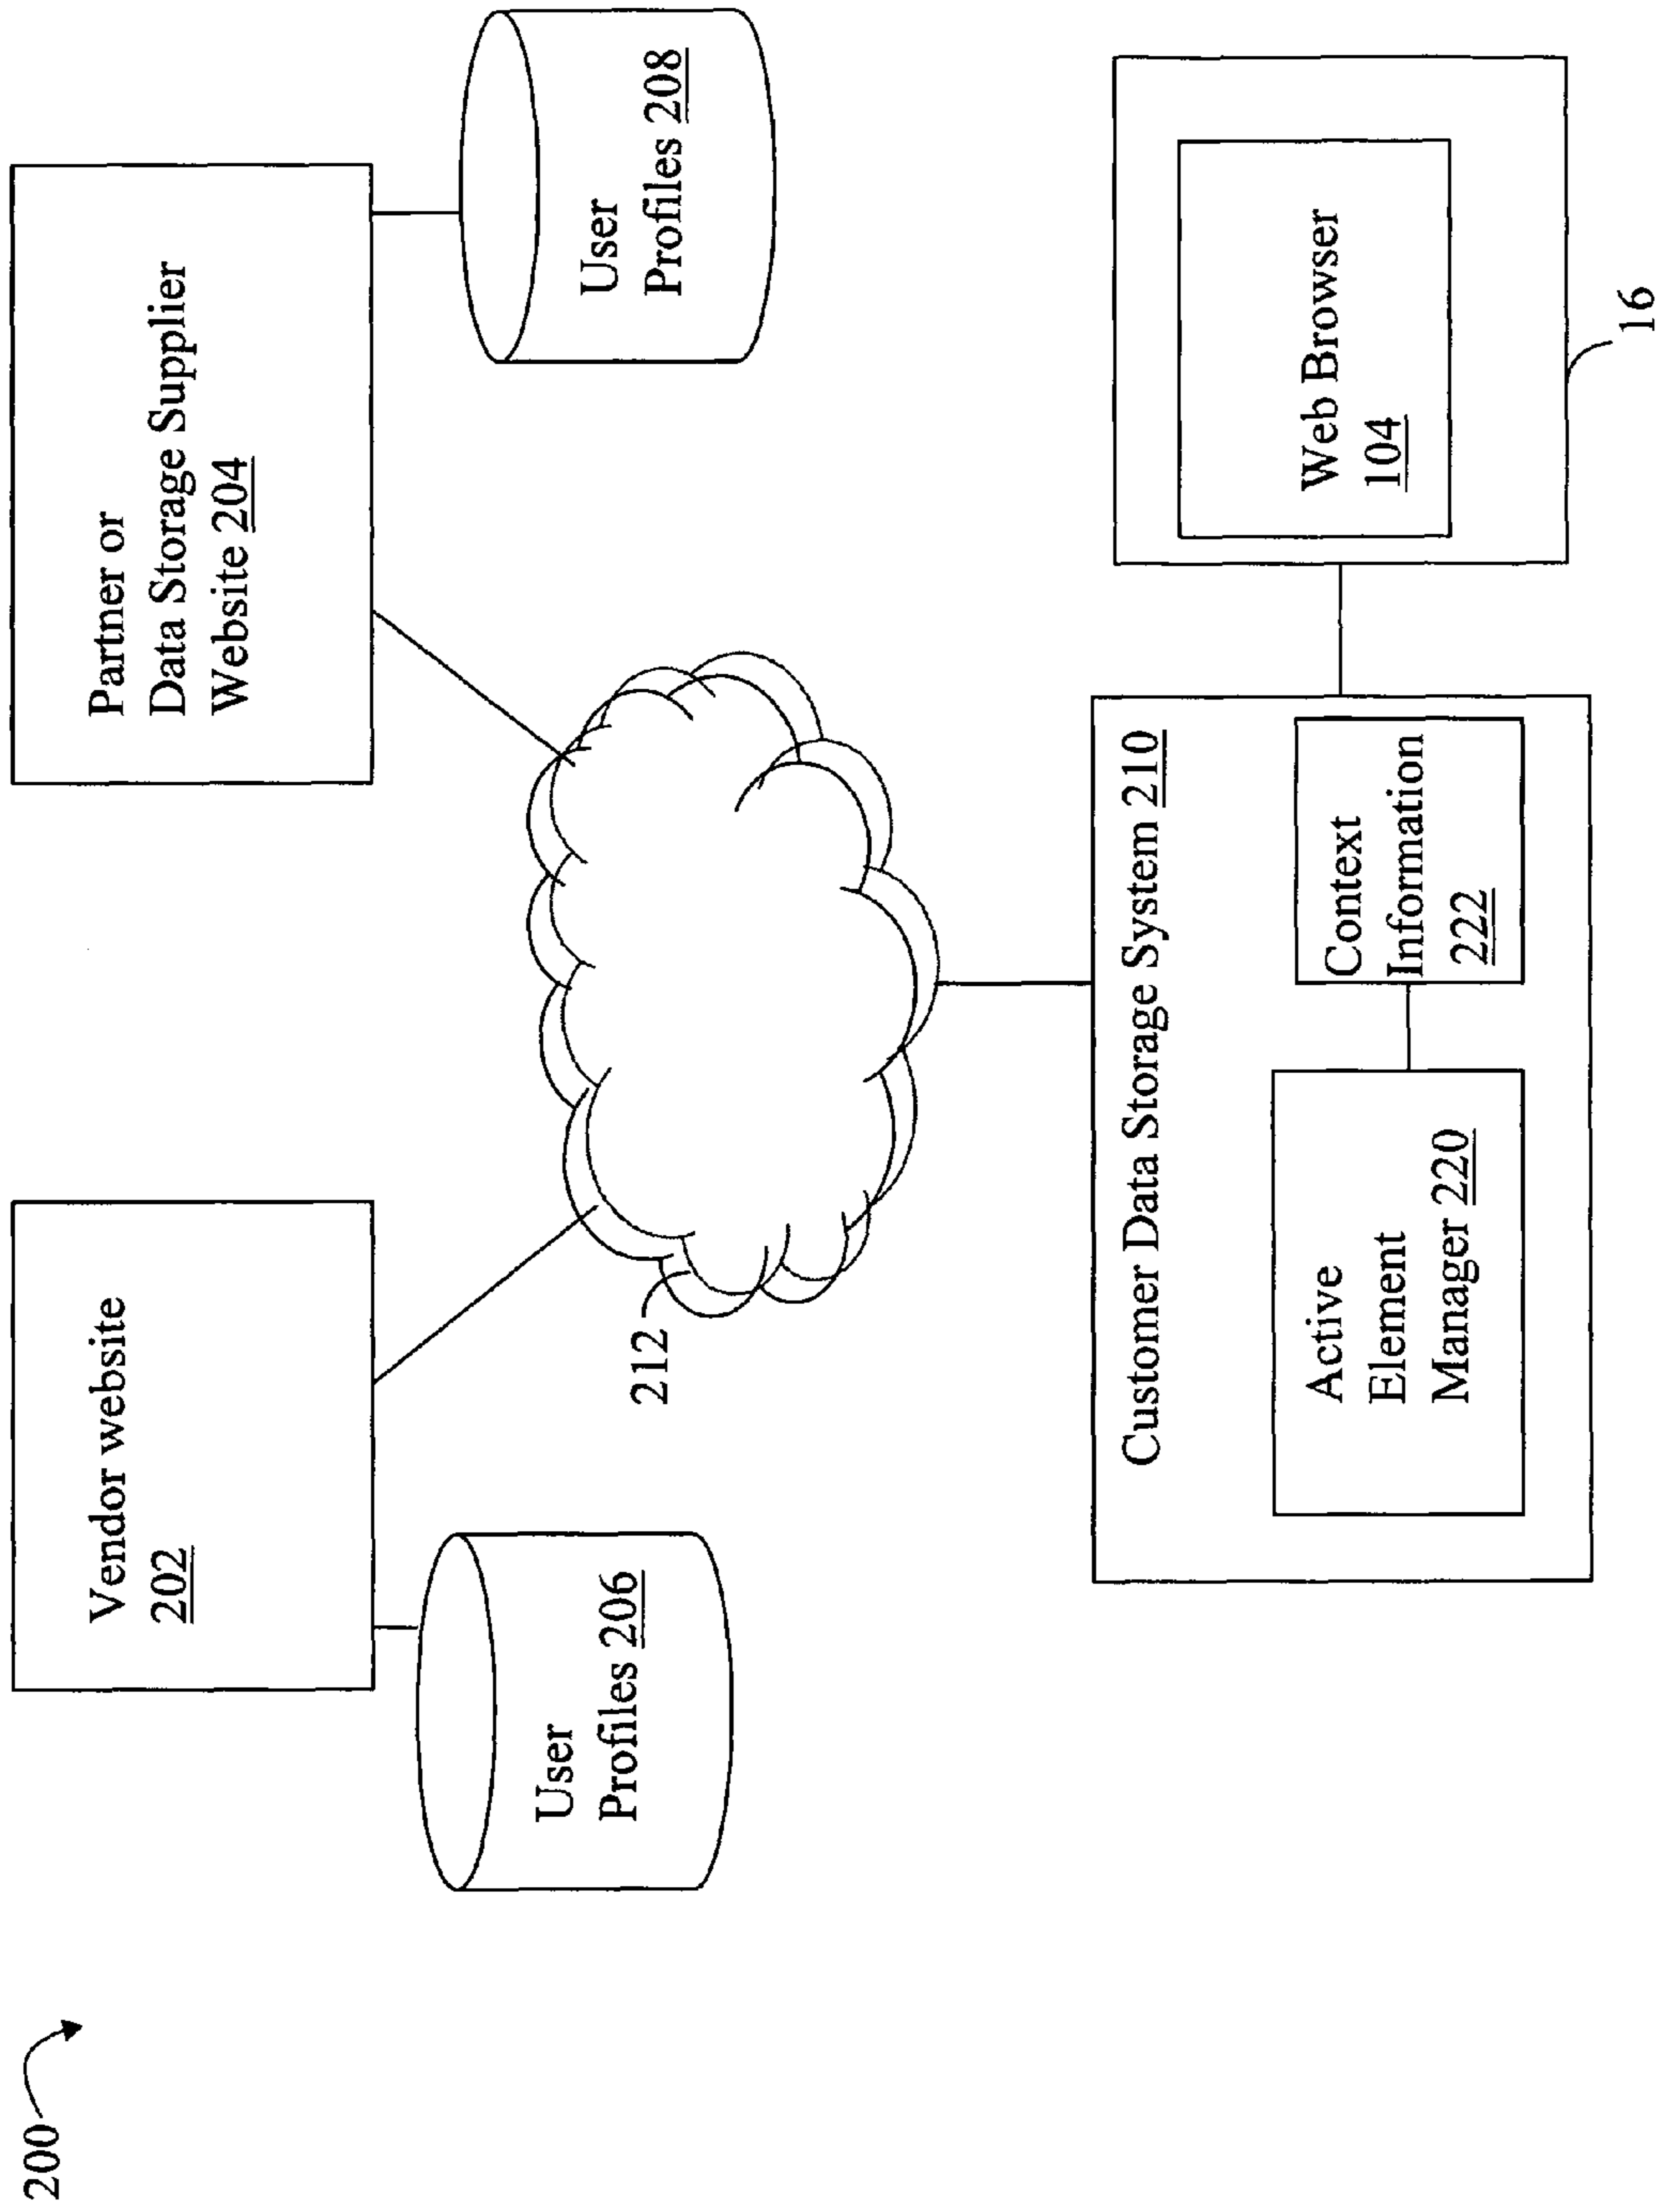 200
Vendor website
202
Partner or
Data Storage Supplier
Website 204
User
Profiles 206
User
Profiles 208
212
Customer Data Storage System 210
Active
Element
Manager 220
Context
Information
222
Web Browser
104
16